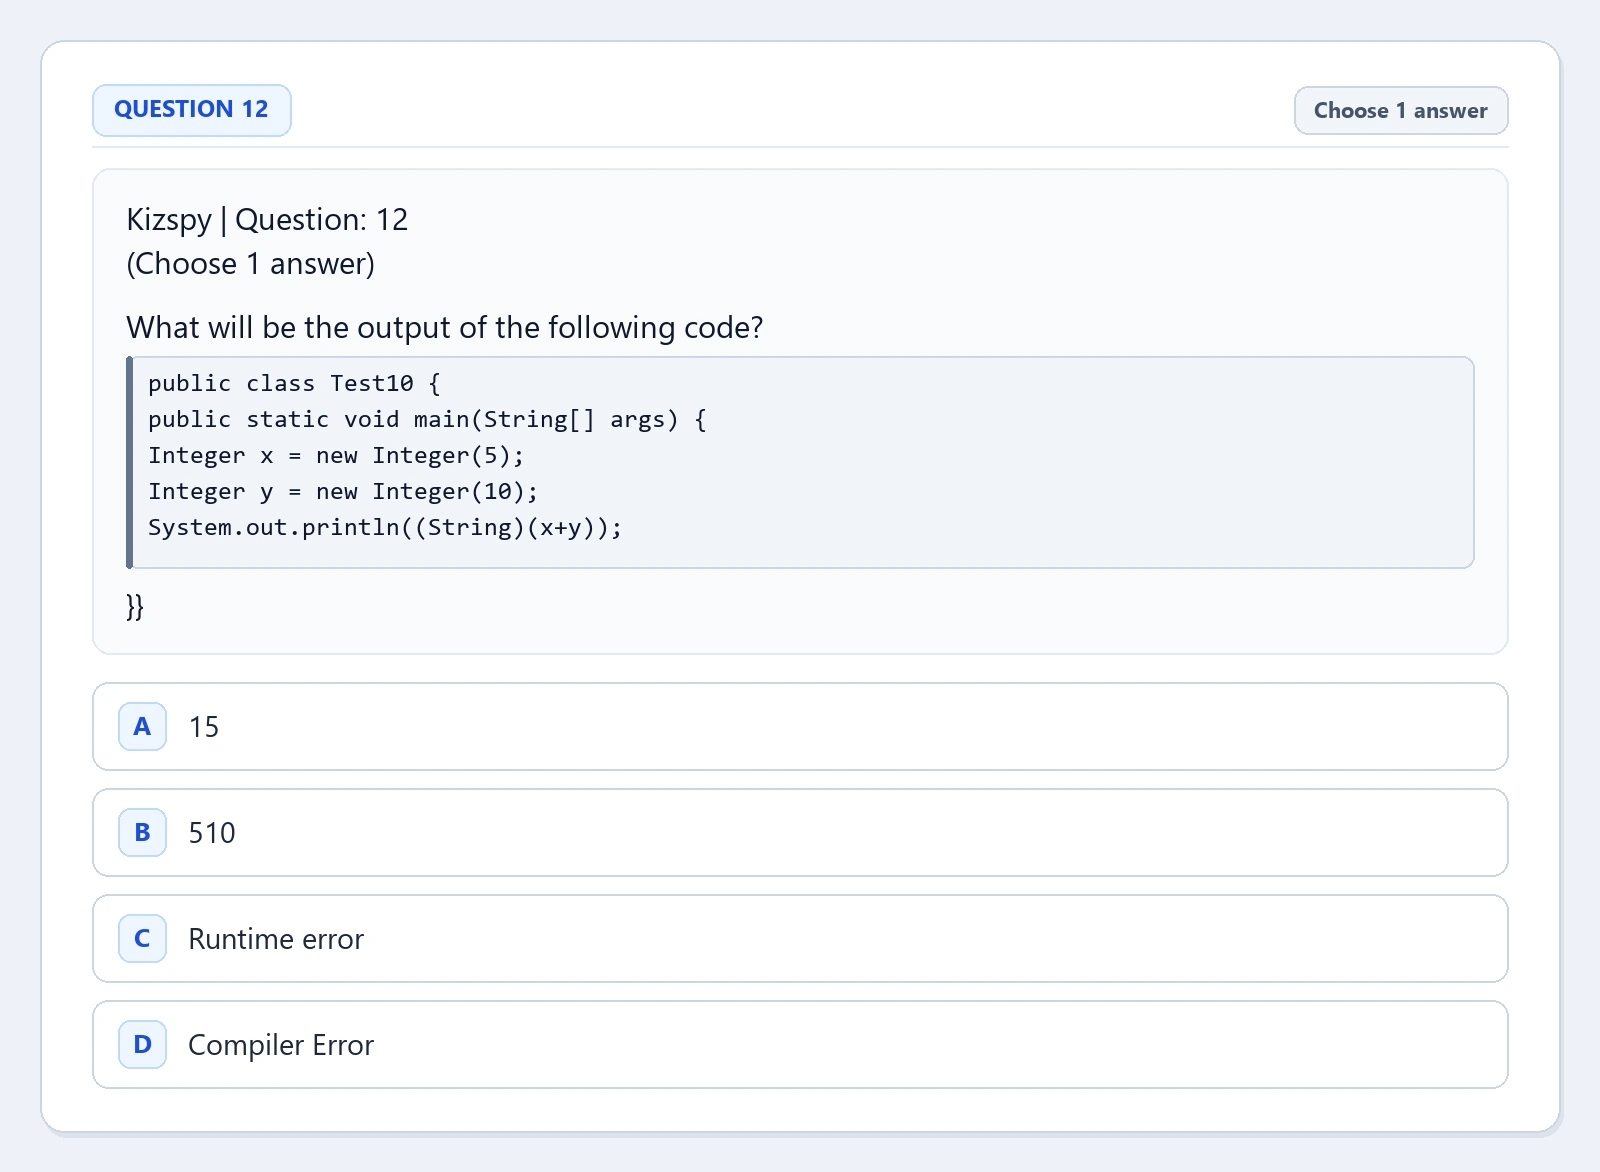 QUESTION 12
Choose 1 answer
Kizspy | Question: 12
(Choose 1 answer)
What will be the output of the following code?
public class Test10 {
public static void main(String[] args) {
Integer x = new Integer(5);
Integer y = new Integer(10);
System.out.println((String)(x+y));
}}
A 15
B 510
C Runtime error
D Compiler Error